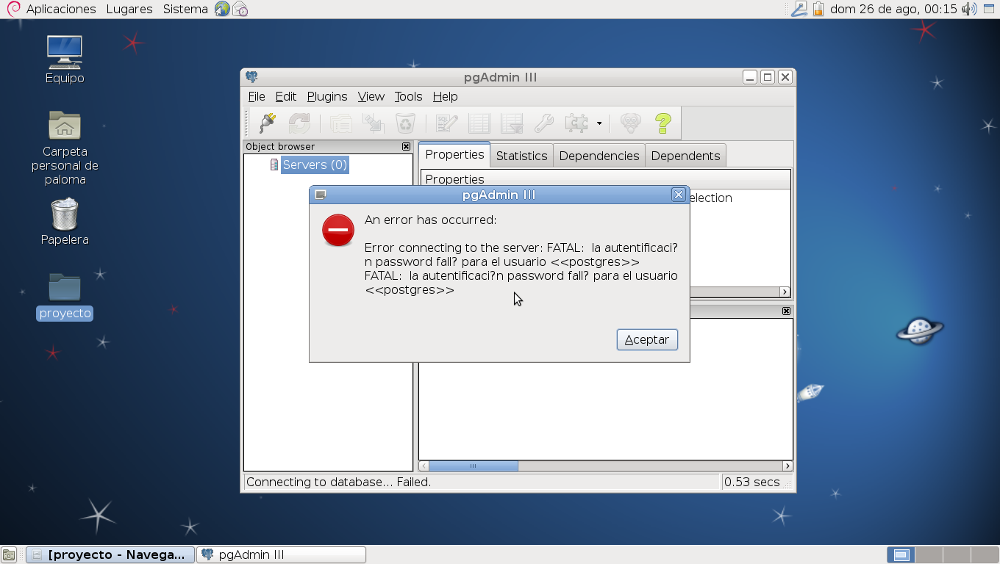 Aplicaciones Lugares Sistema dom 26 de ago, 00:15
Equipo
Carpeta
personal de
paloma
Papelera
proyecto
pgAdmin III
File Edit Plugins View Tools Help
SQL
Object browser
Servers (0)
Properties Statistics Dependencies Dependents
Properties
election
pgAdmin III
An error has occurred:
Error connecting to the server: FATAL:  la autentificaci?
n password fall? para el usuario <<postgres>>
FATAL:  la autentificaci?n password fall? para el usuario
<<postgres>>
Aceptar
Connecting to database... Failed. 0.53 secs
[proyecto - Navega... pgAdmin III